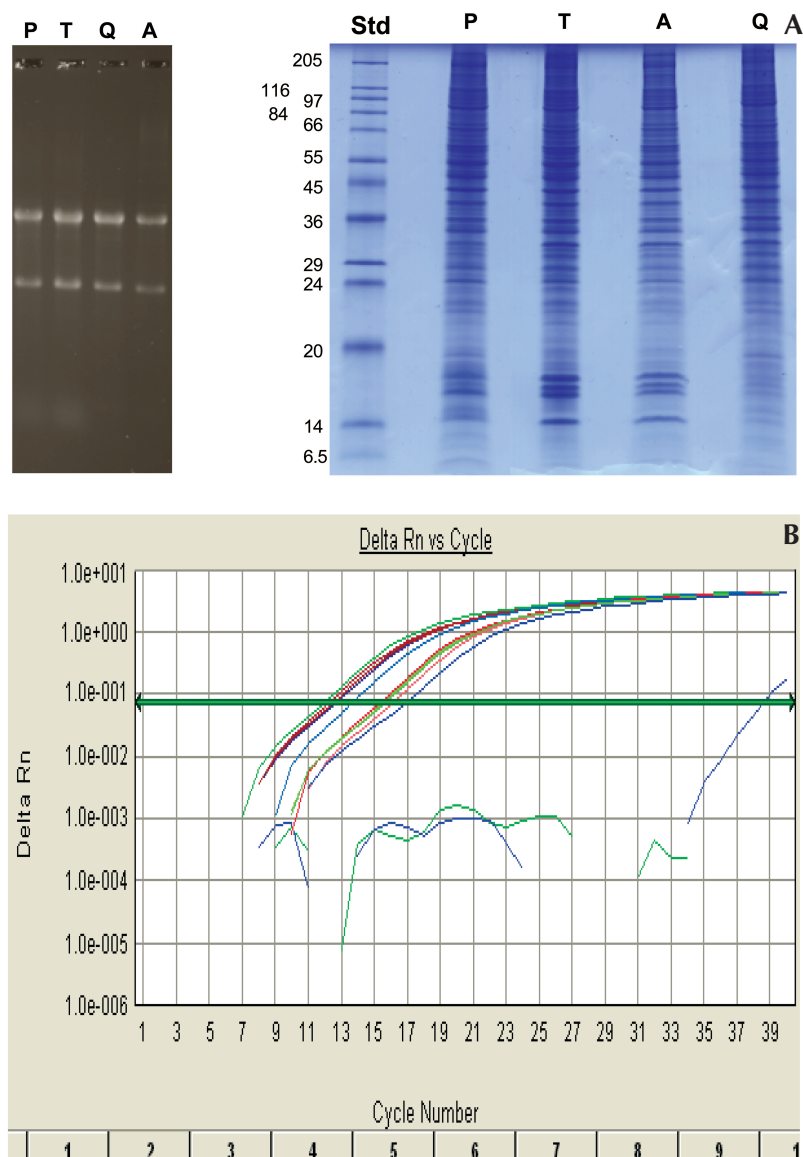 P T Q A
Std P T A Q A
205
116
97
84
66
55
45
36
29
24
20
14
6.5
B
Delta Rn vs Cycle
1.0e+001
1.0e+000
1.0e-001
1.0e-002
1.0e-003
1.0e-004
1.0e-005
1.0e-006
Delta Rn
1 3 5 7 9 11 13 15 17 19 21 23 25 27 29 31 33 35 37 39
Cycle Number
1 2 3 4 5 6 7 8 9 1